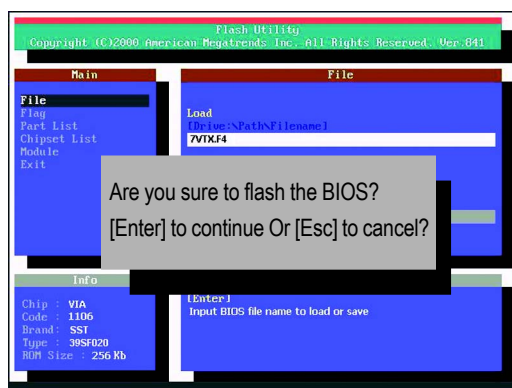 Flash Utility
Copyright (C)2000 American Megatrends Inc. All Rights Reserved. Ver.841
Main
File
Flag
Part List
Chipset List
Module
Exit
File
Load
[Drive:\Path\Filename]
7VTX.F4
Are you sure to flash the BIOS?
[Enter] to continue Or [Esc] to cancel?
Info
Chip : VIA
Code : 1106
Brand: SST
Type : 39SF020
ROM Size : 256 Kb
[Enter]
Input BIOS file name to load or save